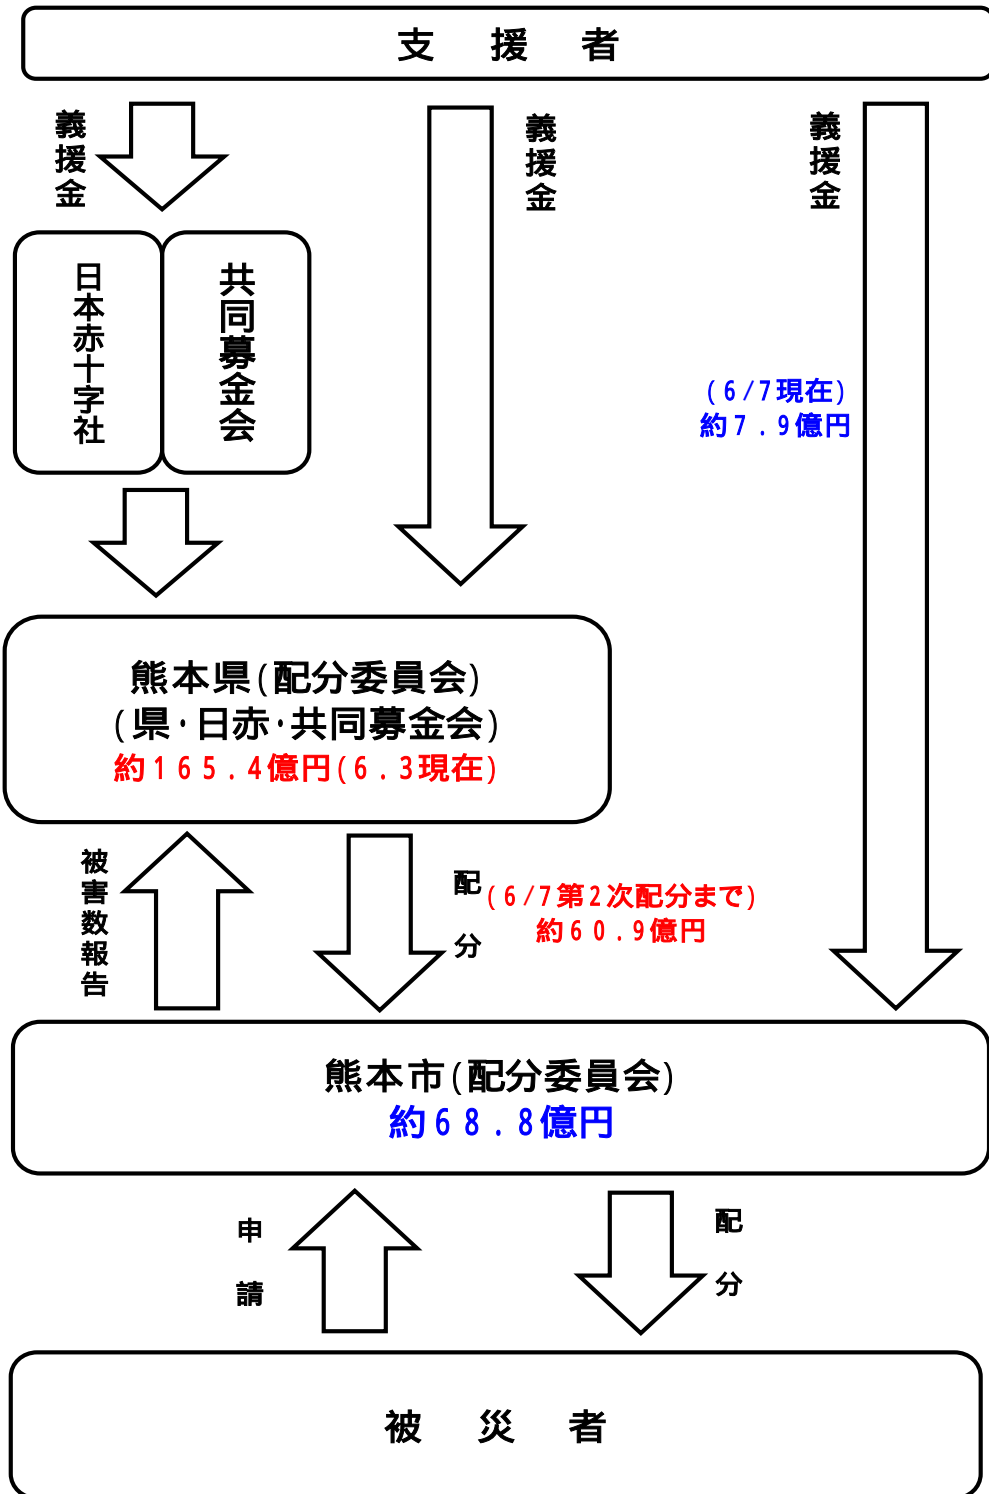 支　援　者
義援金
義援金
義援金
日本赤十字社
共同募金会
(6/7現在)
約7.9億円
熊本県(配分委員会)
(県・日赤・共同募金会)
約165.4億円(6.3現在)
被害数報告
配　分
(6/7第2次配分まで)
約60.9億円
熊本市(配分委員会)
約68.8億円
申　請
配　分
被　災　者